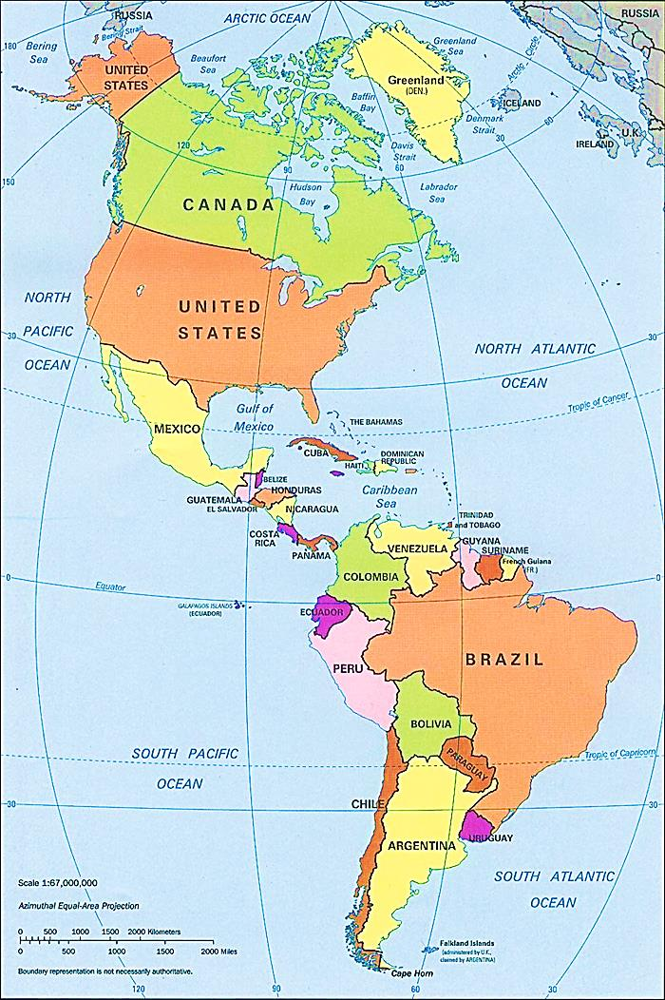 RUSSIA
ARCTIC OCEAN
RUSSIA
180
Bering
Sea
Bering Strait
Beaufort
Sea
Greenland
Sea
UNITED
STATES
Greenland
(DEN.)
Arctic Circle
Baffin
Bay
ICELAND
Denmark
Strait
60
U.K.
IRELAND
120
Davis
Strait
30
150
90
60
Hudson
Bay
Labrador
Sea
CANADA
NORTH
PACIFIC
OCEAN
UNITED
STATES
30
30
NORTH ATLANTIC
OCEAN
Tropic of Cancer
Gulf of
Mexico
THE BAHAMAS
MEXICO
CUBA
HAITI
DOMINICAN
REPUBLIC
BELIZE
HONDURAS
Caribbean
Sea
GUATEMALA
EL SALVADOR
NICARAGUA
TRINIDAD
and TOBAGO
COSTA
RICA
PANAMA
VENEZUELA
GUYANA
SURINAME
French Guiana
(FR.)
COLOMBIA
0
0
Equator
GALAPAGOS ISLANDS
(ECUADOR)
ECUADOR
PERU
BRAZIL
BOLIVIA
SOUTH PACIFIC
OCEAN
PARAGUAY
Tropic of Capricorn
30
30
CHILE
ARGENTINA
URUGUAY
SOUTH ATLANTIC
OCEAN
Scale 1:67,000,000
Azimuthal Equal-Area Projection
0 500 1000 1500 2000 Kilometers
0 500 1000 1500 2000 Miles
Falkland Islands
(administered by U.K.,
claimed by ARGENTINA)
Boundary representation is not necessarily authoritative.
Cape Horn
120
90
60
30